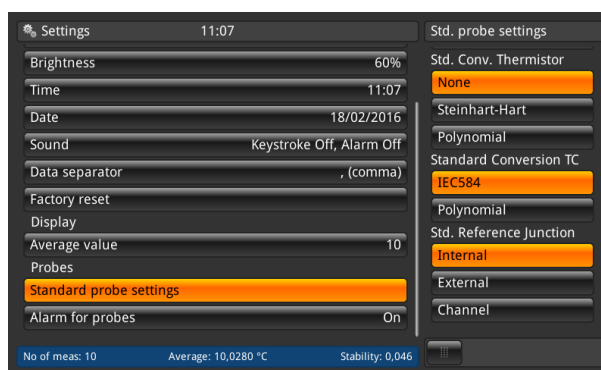 Settings 11:07
Brightness 60%
Time 11:07
Date 18/02/2016
Sound Keystroke Off, Alarm Off
Data separator , (comma)
Factory reset
Display
Average value 10
Probes
Standard probe settings
Alarm for probes On
No of meas: 10 Average: 10,0280 °C Stability: 0,046
Std. probe settings
Std. Conv. Thermistor
None
Steinhart-Hart
Polynomial
Standard Conversion TC
IEC584
Polynomial
Std. Reference Junction
Internal
External
Channel